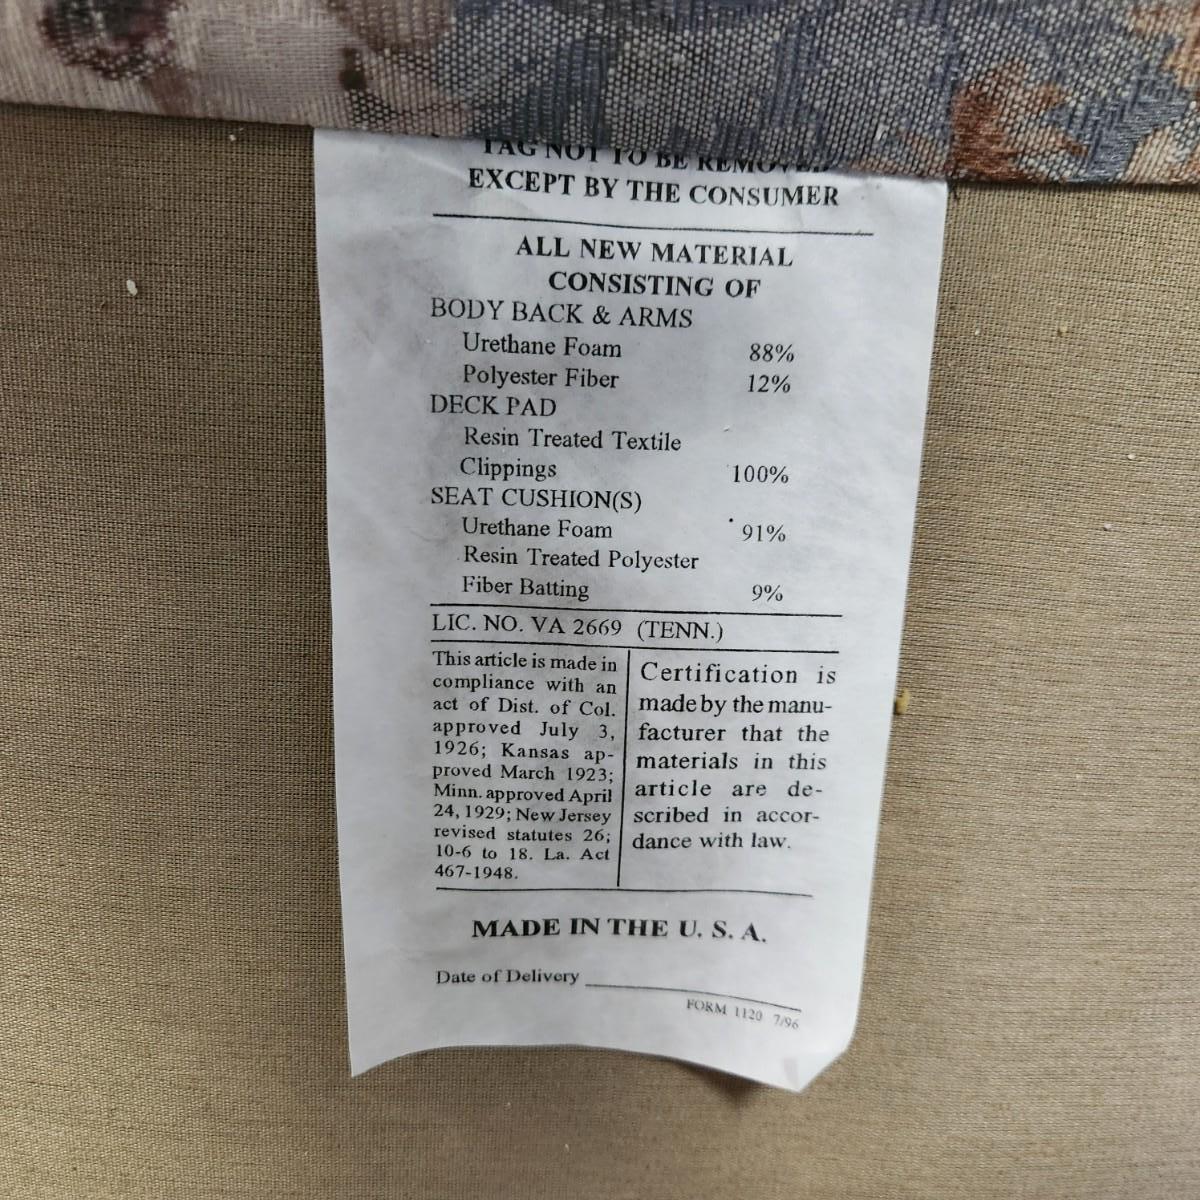 TAG NOT TO BE REMOVED
EXCEPT BY THE CONSUMER
ALL NEW MATERIAL
CONSISTING OF
BODY BACK & ARMS
Urethane Foam 88%
Polyester Fiber 12%
DECK PAD
Resin Treated Textile
Clippings 100%
SEAT CUSHION(S)
Urethane Foam 91%
Resin Treated Polyester
Fiber Batting 9%
LIC. NO. VA 2669 (TENN.)
This article is made in
compliance with an
act of Dist. of Col.
approved July 3,
1926; Kansas ap-
proved March 1923;
Minn. approved April
24, 1929; New Jersey
revised statutes 26;
10-6 to 18. La. Act
467-1948.
Certification is
made by the manu-
facturer that the
materials in this
article are de-
scribed in accor-
dance with law.
MADE IN THE U. S. A.
Date of Delivery
FORM 1120 7/96